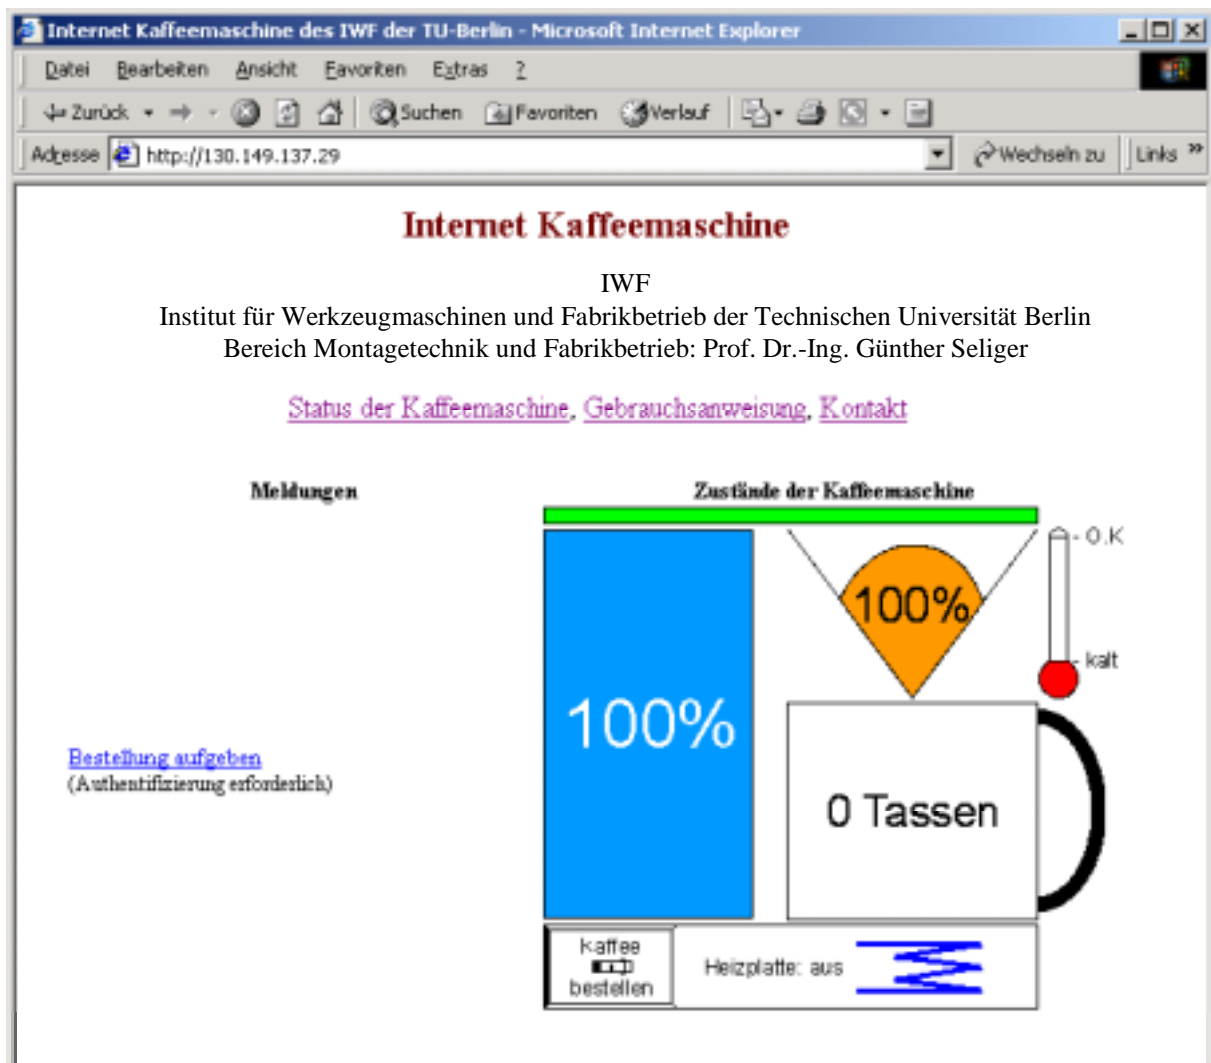 Internet Kaffeemaschine des IWF der TU-Berlin - Microsoft Internet Explorer
Datei Bearbeiten Ansicht Favoriten Extras ?
Zurück Suchen Favoriten Verlauf
Adresse http://130.149.137.29 Wechseln zu Links »
Internet Kaffeemaschine
IWF
Institut für Werkzeugmaschinen und Fabrikbetrieb der Technischen Universität Berlin
Bereich Montagetechnik und Fabrikbetrieb: Prof. Dr.-Ing. Günther Seliger
Status der Kaffeemaschine, Gebrauchsanweisung, Kontakt
Meldungen
Zustände der Kaffeemaschine
- O.K
100%
- kalt
100%
Bestellung aufgeben
(Authentifizierung erforderlich)
0 Tassen
kaffee
bestellen
Heizplatte: aus